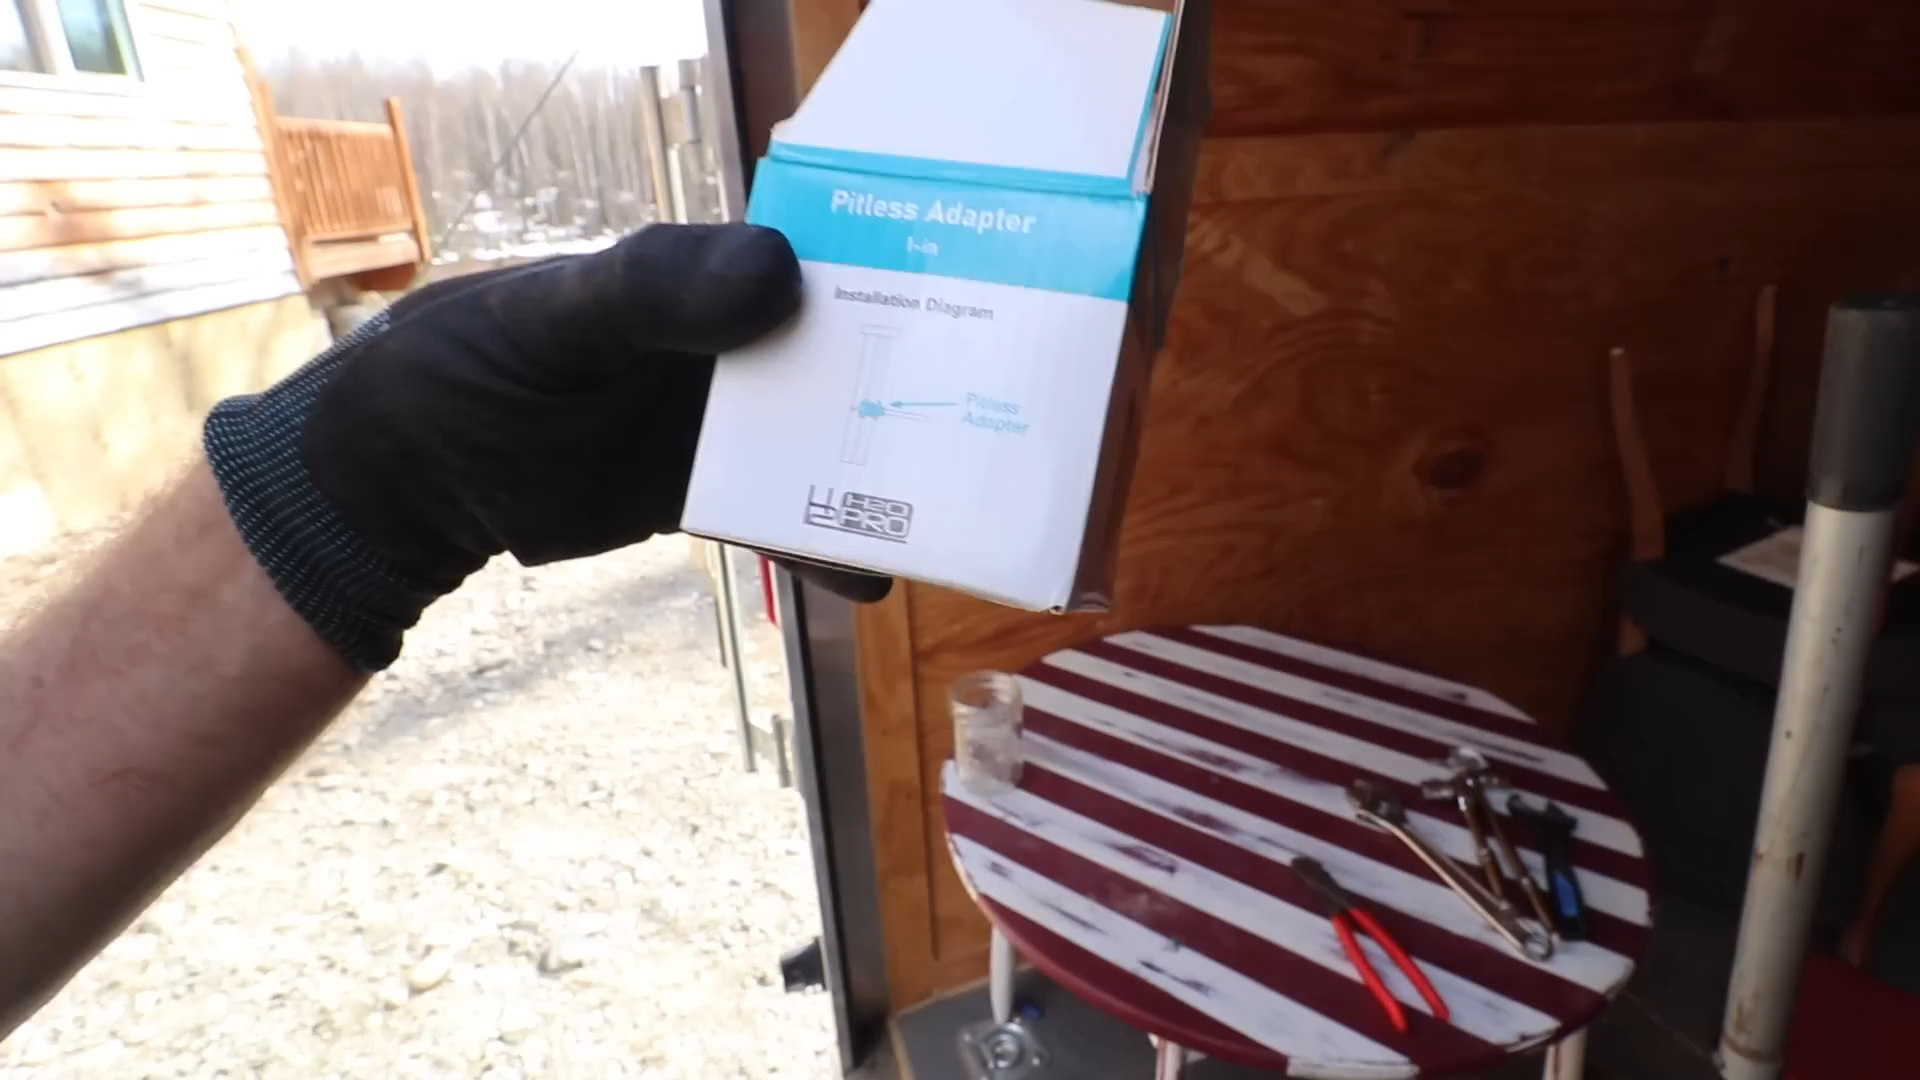 Pitless Adapter
1-in
Installation Diagram
Pitless
Adapter
H2O
PRO